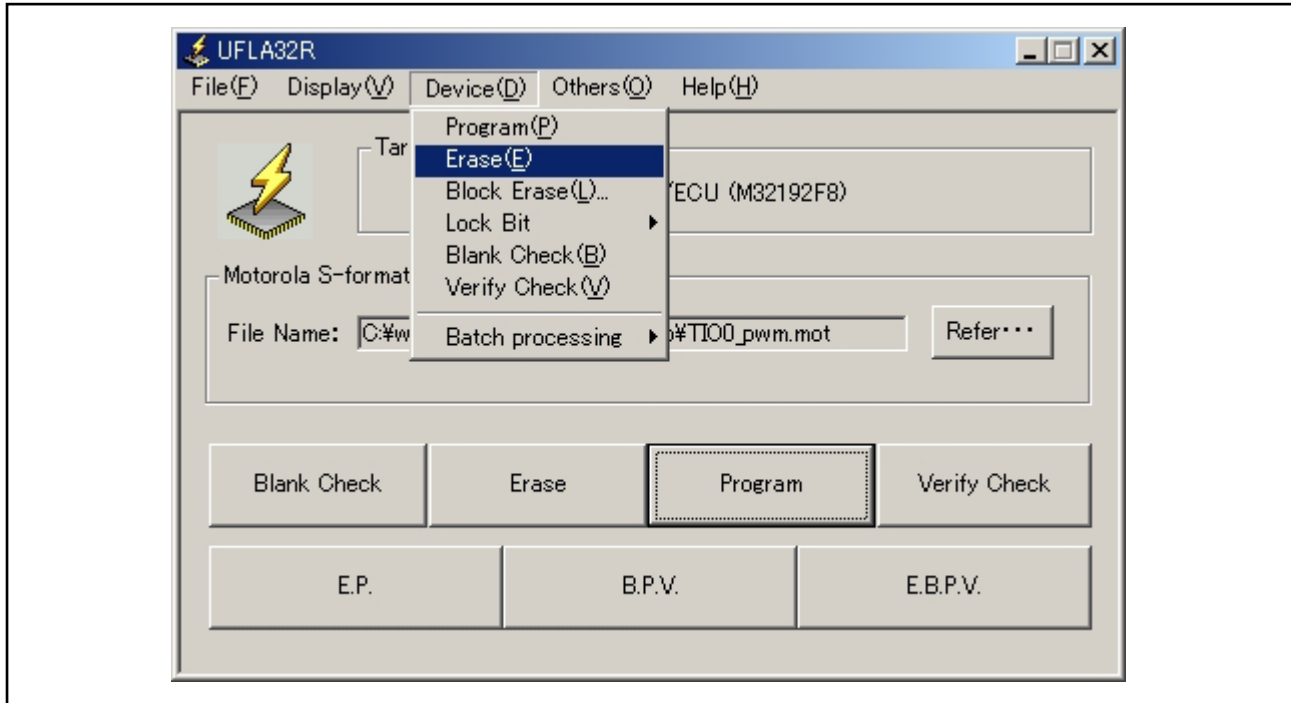 UFLA32R
File(F) Display(V) Device(D) Others(O) Help(H)
Program(P)
Erase(E)
Block Erase(L)...
Lock Bit
Blank Check(B)
Verify Check(V)
Batch processing
Tar
ECU (M32192F8)
Motorola S-format
File Name: C:¥w ¥TIO0_pwm.mot Refer･･･
Blank Check Erase Program Verify Check
E.P. B.P.V. E.B.P.V.